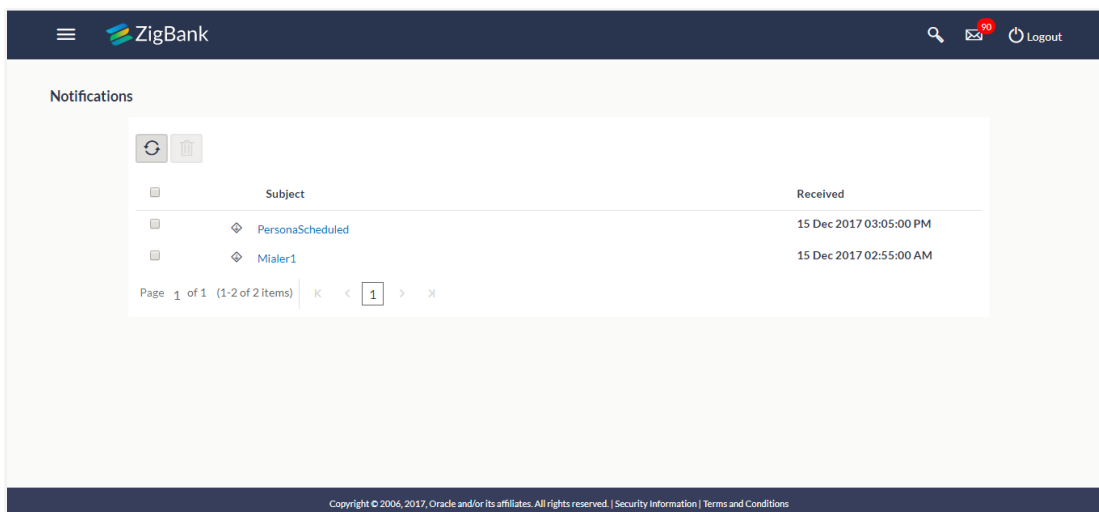 ZigBank
90
Logout
Notifications
Subject
Received
PersonaScheduled
15 Dec 2017 03:05:00 PM
Mialer1
15 Dec 2017 02:55:00 AM
Page 1 of 1 (1-2 of 2 items) K < 1 > >|
Copyright © 2006, 2017, Oracle and/or its affiliates. All rights reserved. | Security Information | Terms and Conditions